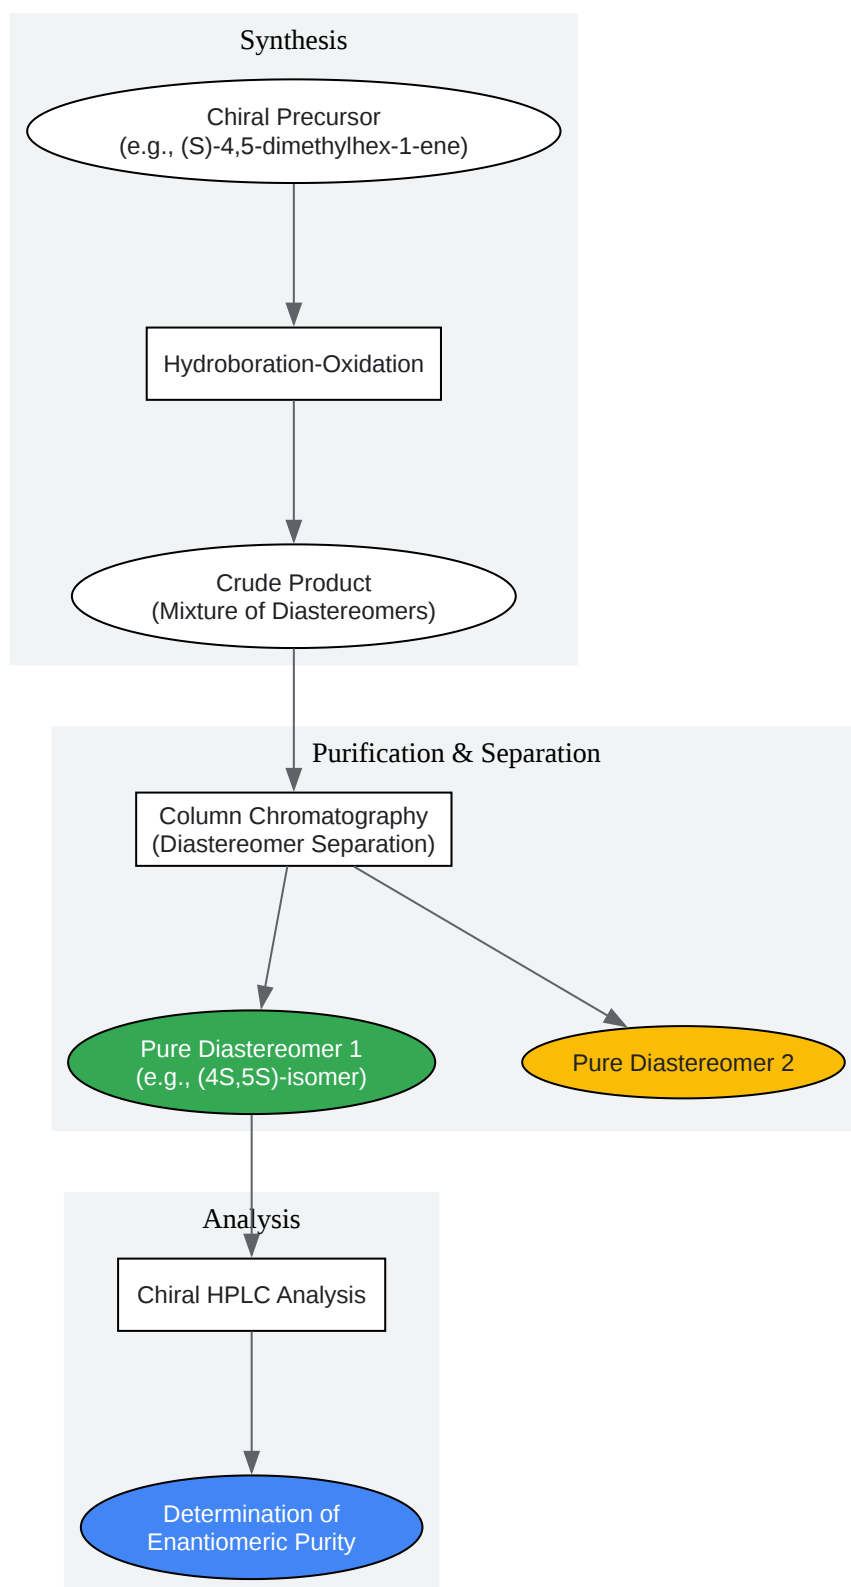 Synthesis
Chiral Precursor
(e.g., (S)-4,5-dimethylhex-1-ene)
Hydroboration-Oxidation
Crude Product
(Mixture of Diastereomers)
Purification & Separation
Column Chromatography
(Diastereomer Separation)
Pure Diastereomer 1
(e.g., (4S,5S)-isomer)
Pure Diastereomer 2
Analysis
Chiral HPLC Analysis
Determination of
Enantiomeric Purity